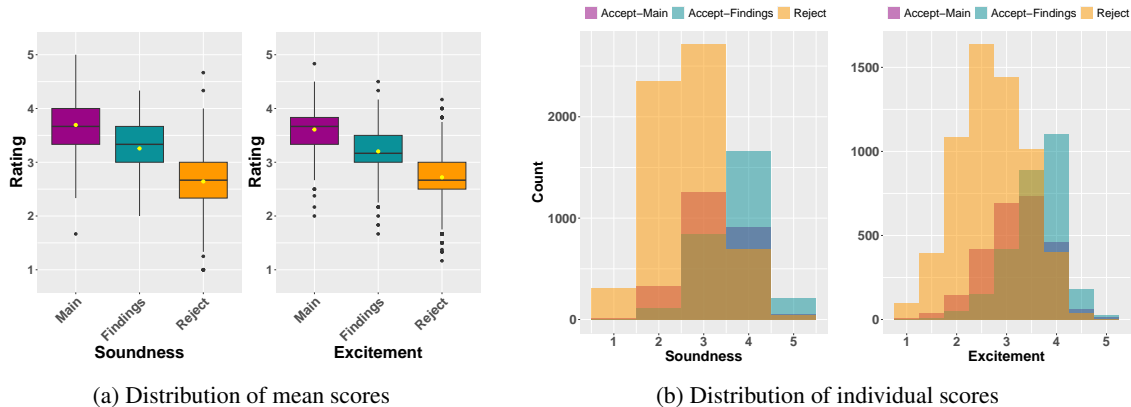 Accept−Main Accept−Findings Reject
Accept−Main Accept−Findings Reject
5
4
3
2
1
Rating
Main
Findings
Reject
Soundness
5
4
3
2
1
Rating
Main
Findings
Reject
Excitement
2000
1000
0
Count
1 2 3 4 5
Soundness
1500
1000
500
0
1 2 3 4 5
Excitement
(a) Distribution of mean scores
(b) Distribution of individual scores